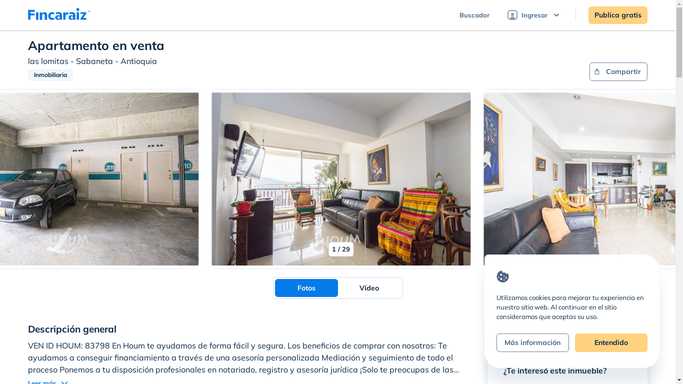 Fincaraiz
Buscador
Ingresar
Publica gratis
Apartamento en venta
las lomitas - Sabaneta - Antioquia
Inmobiliaria
Compartir
1 / 29
Fotos
Video
Descripción general
VEN ID HOUM: 83798 En Houm te ayudamos de forma fácil y segura. Los beneficios de comprar con nosotros: Te
ayudamos a conseguir financiamiento a través de una asesoría personalizada Mediación y seguimiento de todo el
proceso Ponemos a tu disposición profesionales en notariado, registro y asesoría jurídica ¡Solo te preocupas de las...
Leer más
Utilizamos cookies para mejorar tu experiencia en
nuestro sitio web. Al continuar en el sitio
consideramos que aceptas su uso.
Más información
Entendido
¿Te interesó este inmueble?